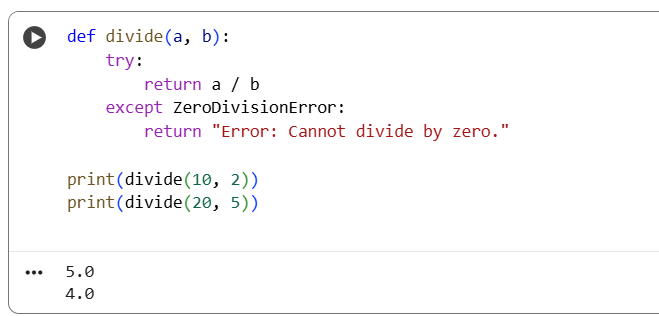 def divide(a, b):
    try:
        return a / b
    except ZeroDivisionError:
        return "Error: Cannot divide by zero."

print(divide(10, 2))
print(divide(20, 5))

5.0
4.0